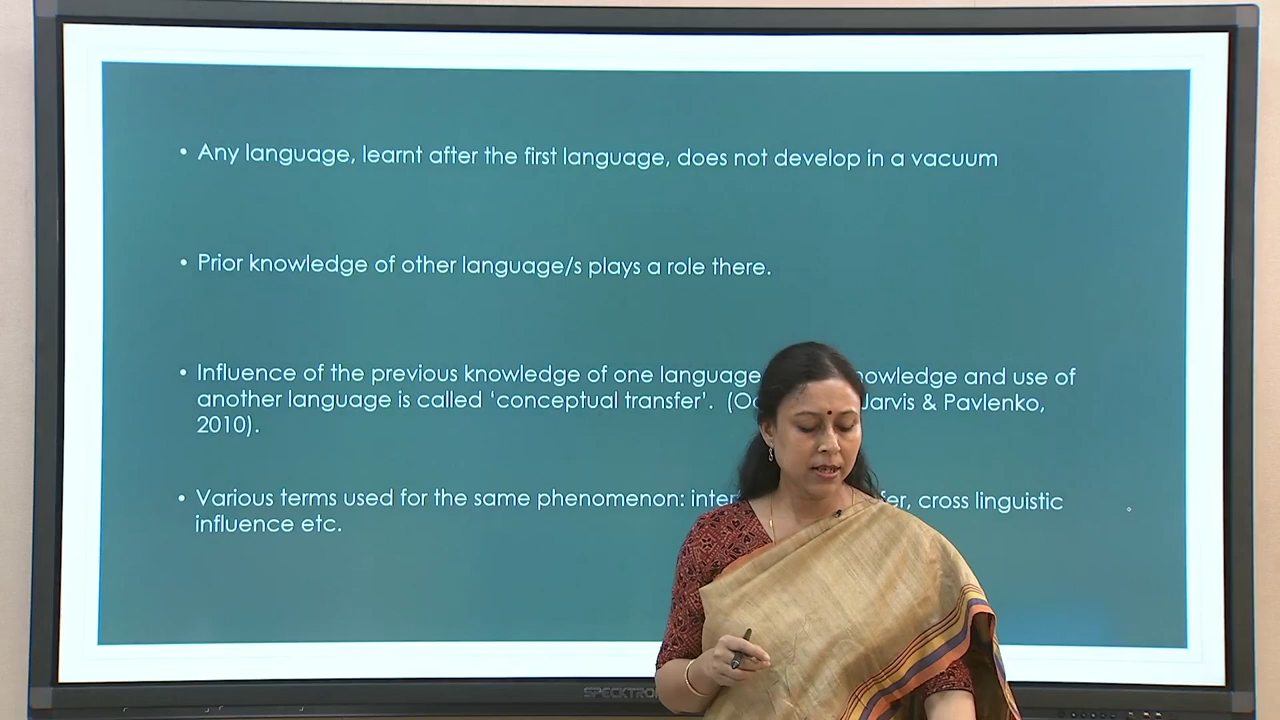 • Any language, learnt after the first language, does not develop in a vacuum
• Prior knowledge of other language/s plays a role there.
• Influence of the previous knowledge of one language nowledge and use of
another language is called ‘conceptual transfer’. (O Jarvis & Pavlenko,
2010).
• Various terms used for the same phenomenon: inter fer, cross linguistic
influence etc.
SPECKTRO